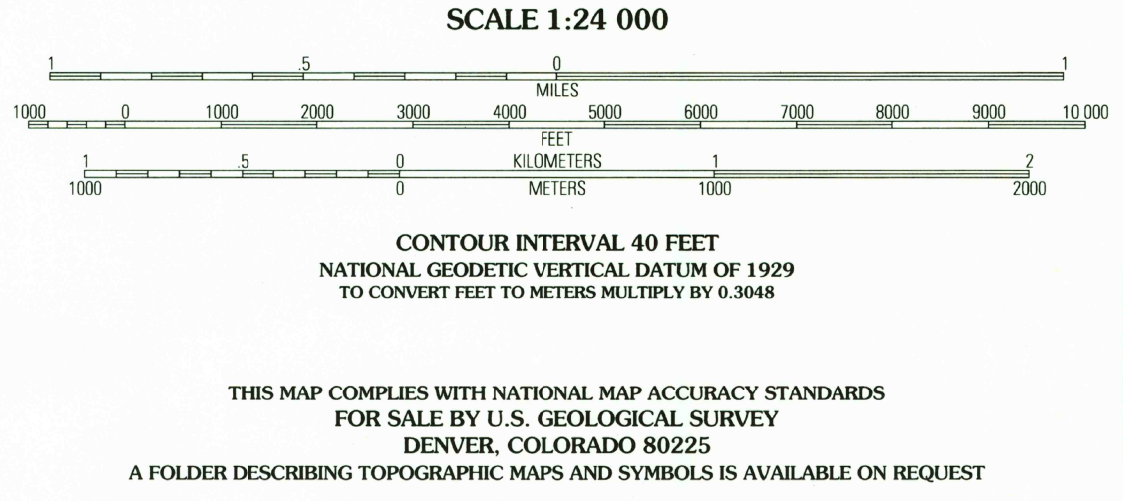 SCALE 1:24 000
1 .5 0 1
MILES
1000 0 1000 2000 3000 4000 5000 6000 7000 8000 9000 10 000
FEET
1 .5 0 KILOMETERS 1 2
1000 0 METERS 1000 2000
CONTOUR INTERVAL 40 FEET
NATIONAL GEODETIC VERTICAL DATUM OF 1929
TO CONVERT FEET TO METERS MULTIPLY BY 0.3048
THIS MAP COMPLIES WITH NATIONAL MAP ACCURACY STANDARDS
FOR SALE BY U.S. GEOLOGICAL SURVEY
DENVER, COLORADO 80225
A FOLDER DESCRIBING TOPOGRAPHIC MAPS AND SYMBOLS IS AVAILABLE ON REQUEST